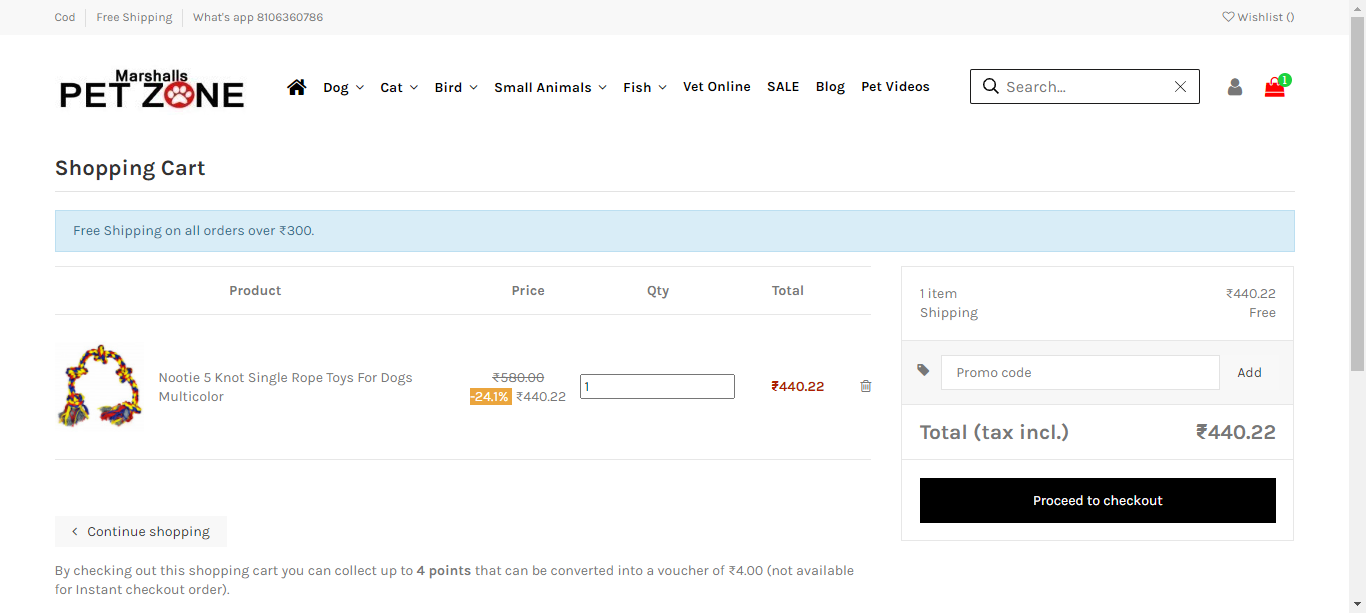 Cod Free Shipping What's app 8106360786 Wishlist ()
Marshalls
PET ZONE
Dog Cat Bird Small Animals Fish Vet Online SALE Blog Pet Videos Search... 1
Shopping Cart
Free Shipping on all orders over ₹300.
Product Price Qty Total
Nootie 5 Knot Single Rope Toys For Dogs
Multicolor
₹580.00
-24.1% ₹440.22
1
₹440.22
1 item ₹440.22
Shipping Free
Promo code Add
Total (tax incl.) ₹440.22
Proceed to checkout
Continue shopping
By checking out this shopping cart you can collect up to 4 points that can be converted into a voucher of ₹4.00 (not available
for Instant checkout order).